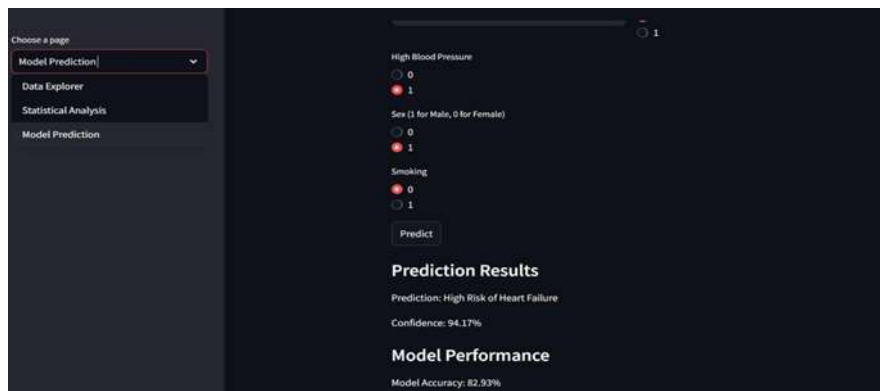 Choose a page
Model Prediction
Data Explorer
Statistical Analysis
Model Prediction
1
High Blood Pressure
0
1
Sex (1 for Male, 0 for Female)
0
1
Smoking
0
1
Predict
Prediction Results
Prediction: High Risk of Heart Failure
Confidence: 94.17%
Model Performance
Model Accuracy: 82.93%